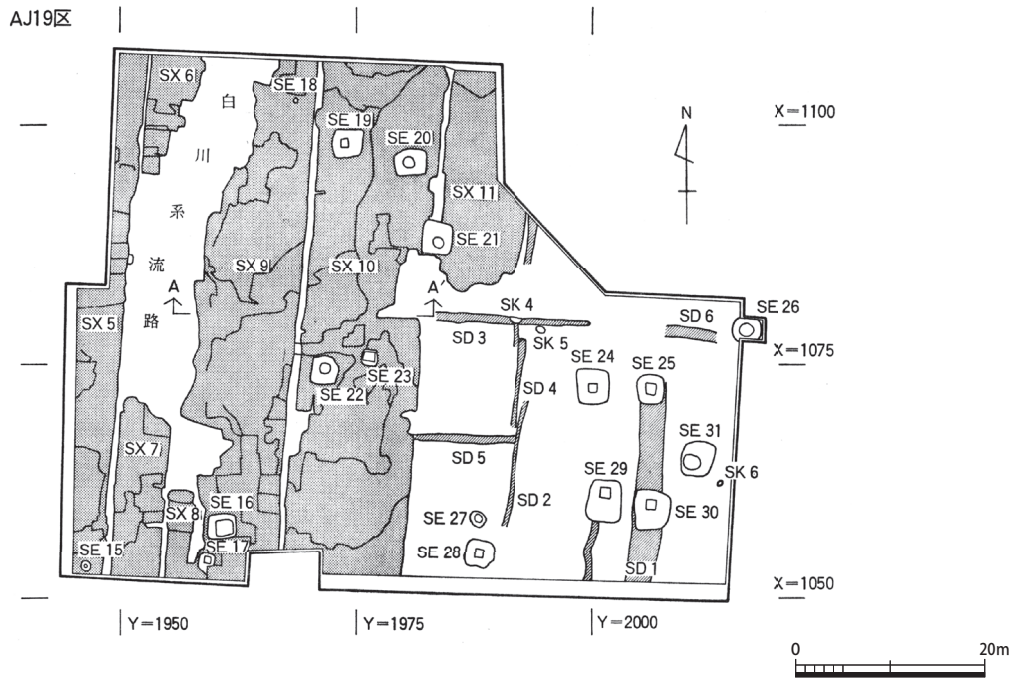 AJ19区
SX 6
白
川
系
流
路
SE 18
SE 19
SE 20
SX 11
SE 21
N
X=1100
SX 9
SX 10
A
A'
SX 5
SK 4
SD 3
SK 5
SD 6
SE 26
X=1075
SE 22
SE 23
SE 24
SE 25
SD 4
SX 7
SD 5
SE 31
SK 6
SE 29
SD 2
SX 8
SE 16
SE 17
SE 15
SE 27
SE 28
SE 30
SD 1
X=1050
Y=1950
Y=1975
Y=2000
0
20m